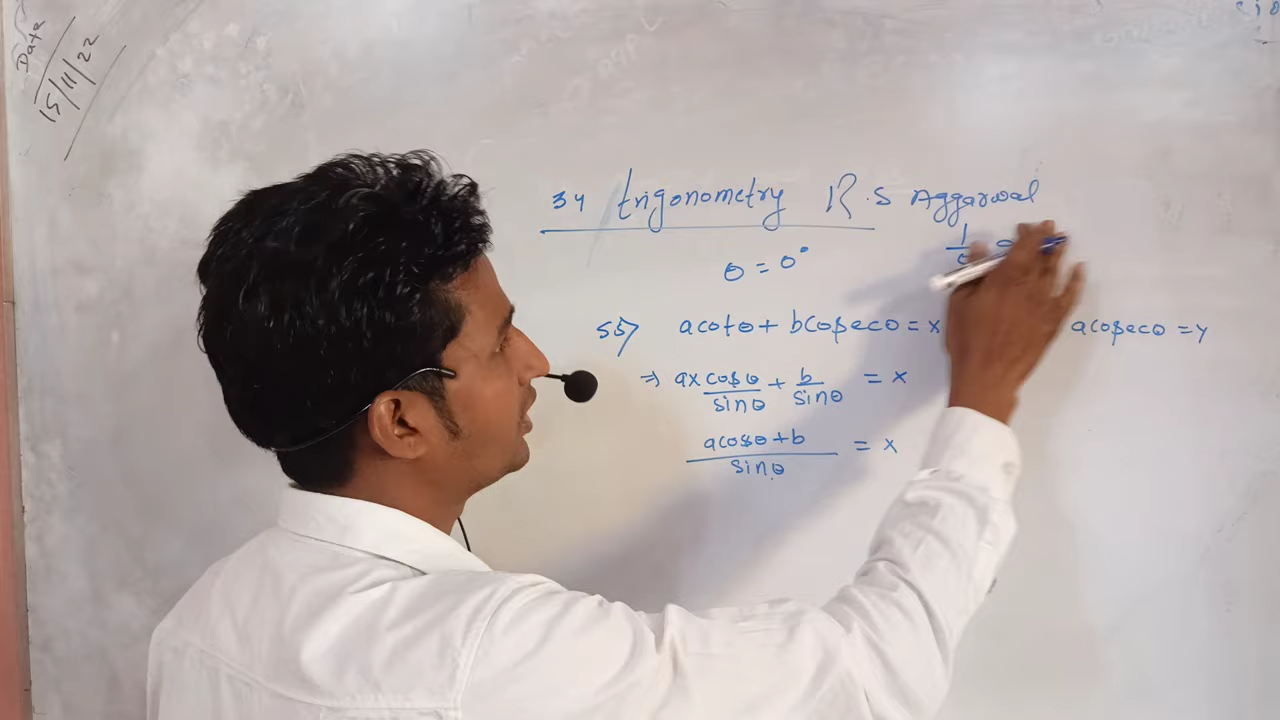 Date
15/11/22
34 trigonometry R.S Aggarwal
θ = 0°
55) acotθ + bcosecθ = x acosecθ = y
⇒ a×cosθ/sinθ + b/sinθ = x
acosθ+b/sinθ = x